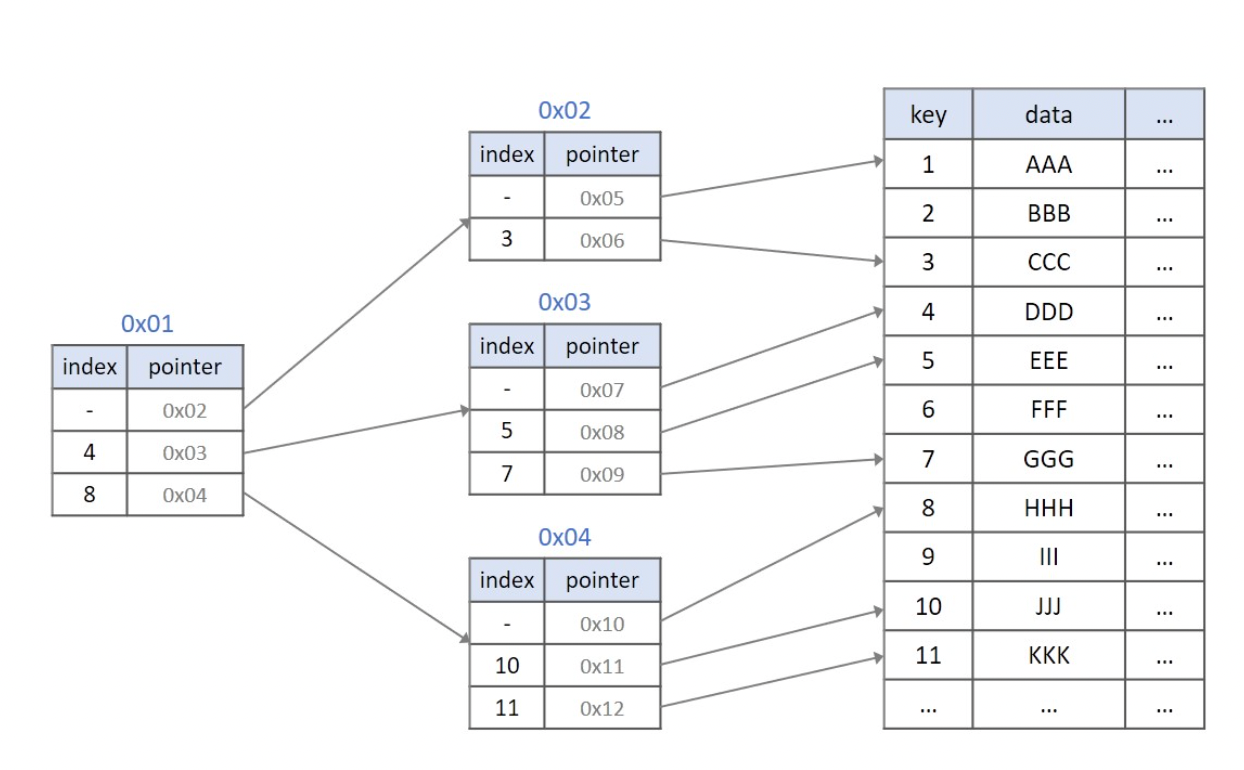 0x01
index pointer
- 0x02
4 0x03
8 0x04
0x02
index pointer
- 0x05
3 0x06
0x03
index pointer
- 0x07
5 0x08
7 0x09
0x04
index pointer
- 0x10
10 0x11
11 0x12
key data ...
1 AAA ...
2 BBB ...
3 CCC ...
4 DDD ...
5 EEE ...
6 FFF ...
7 GGG ...
8 HHH ...
9 III ...
10 JJJ ...
11 KKK ...
... ... ...